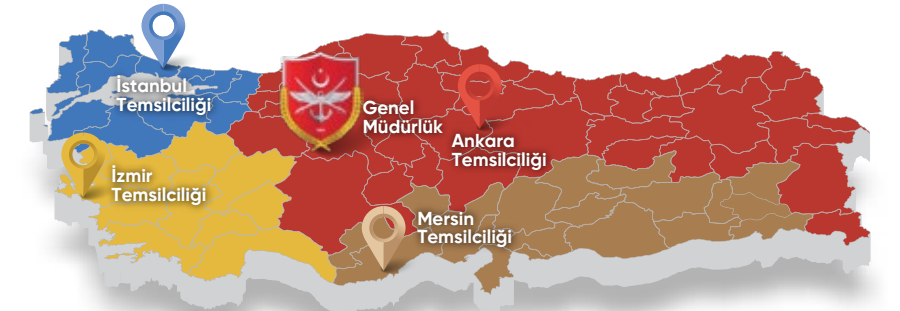 İstanbul
Temsilciliği
Genel
Müdürlük
Ankara
Temsilciliği
İzmir
Temsilciliği
Mersin
Temsilciliği